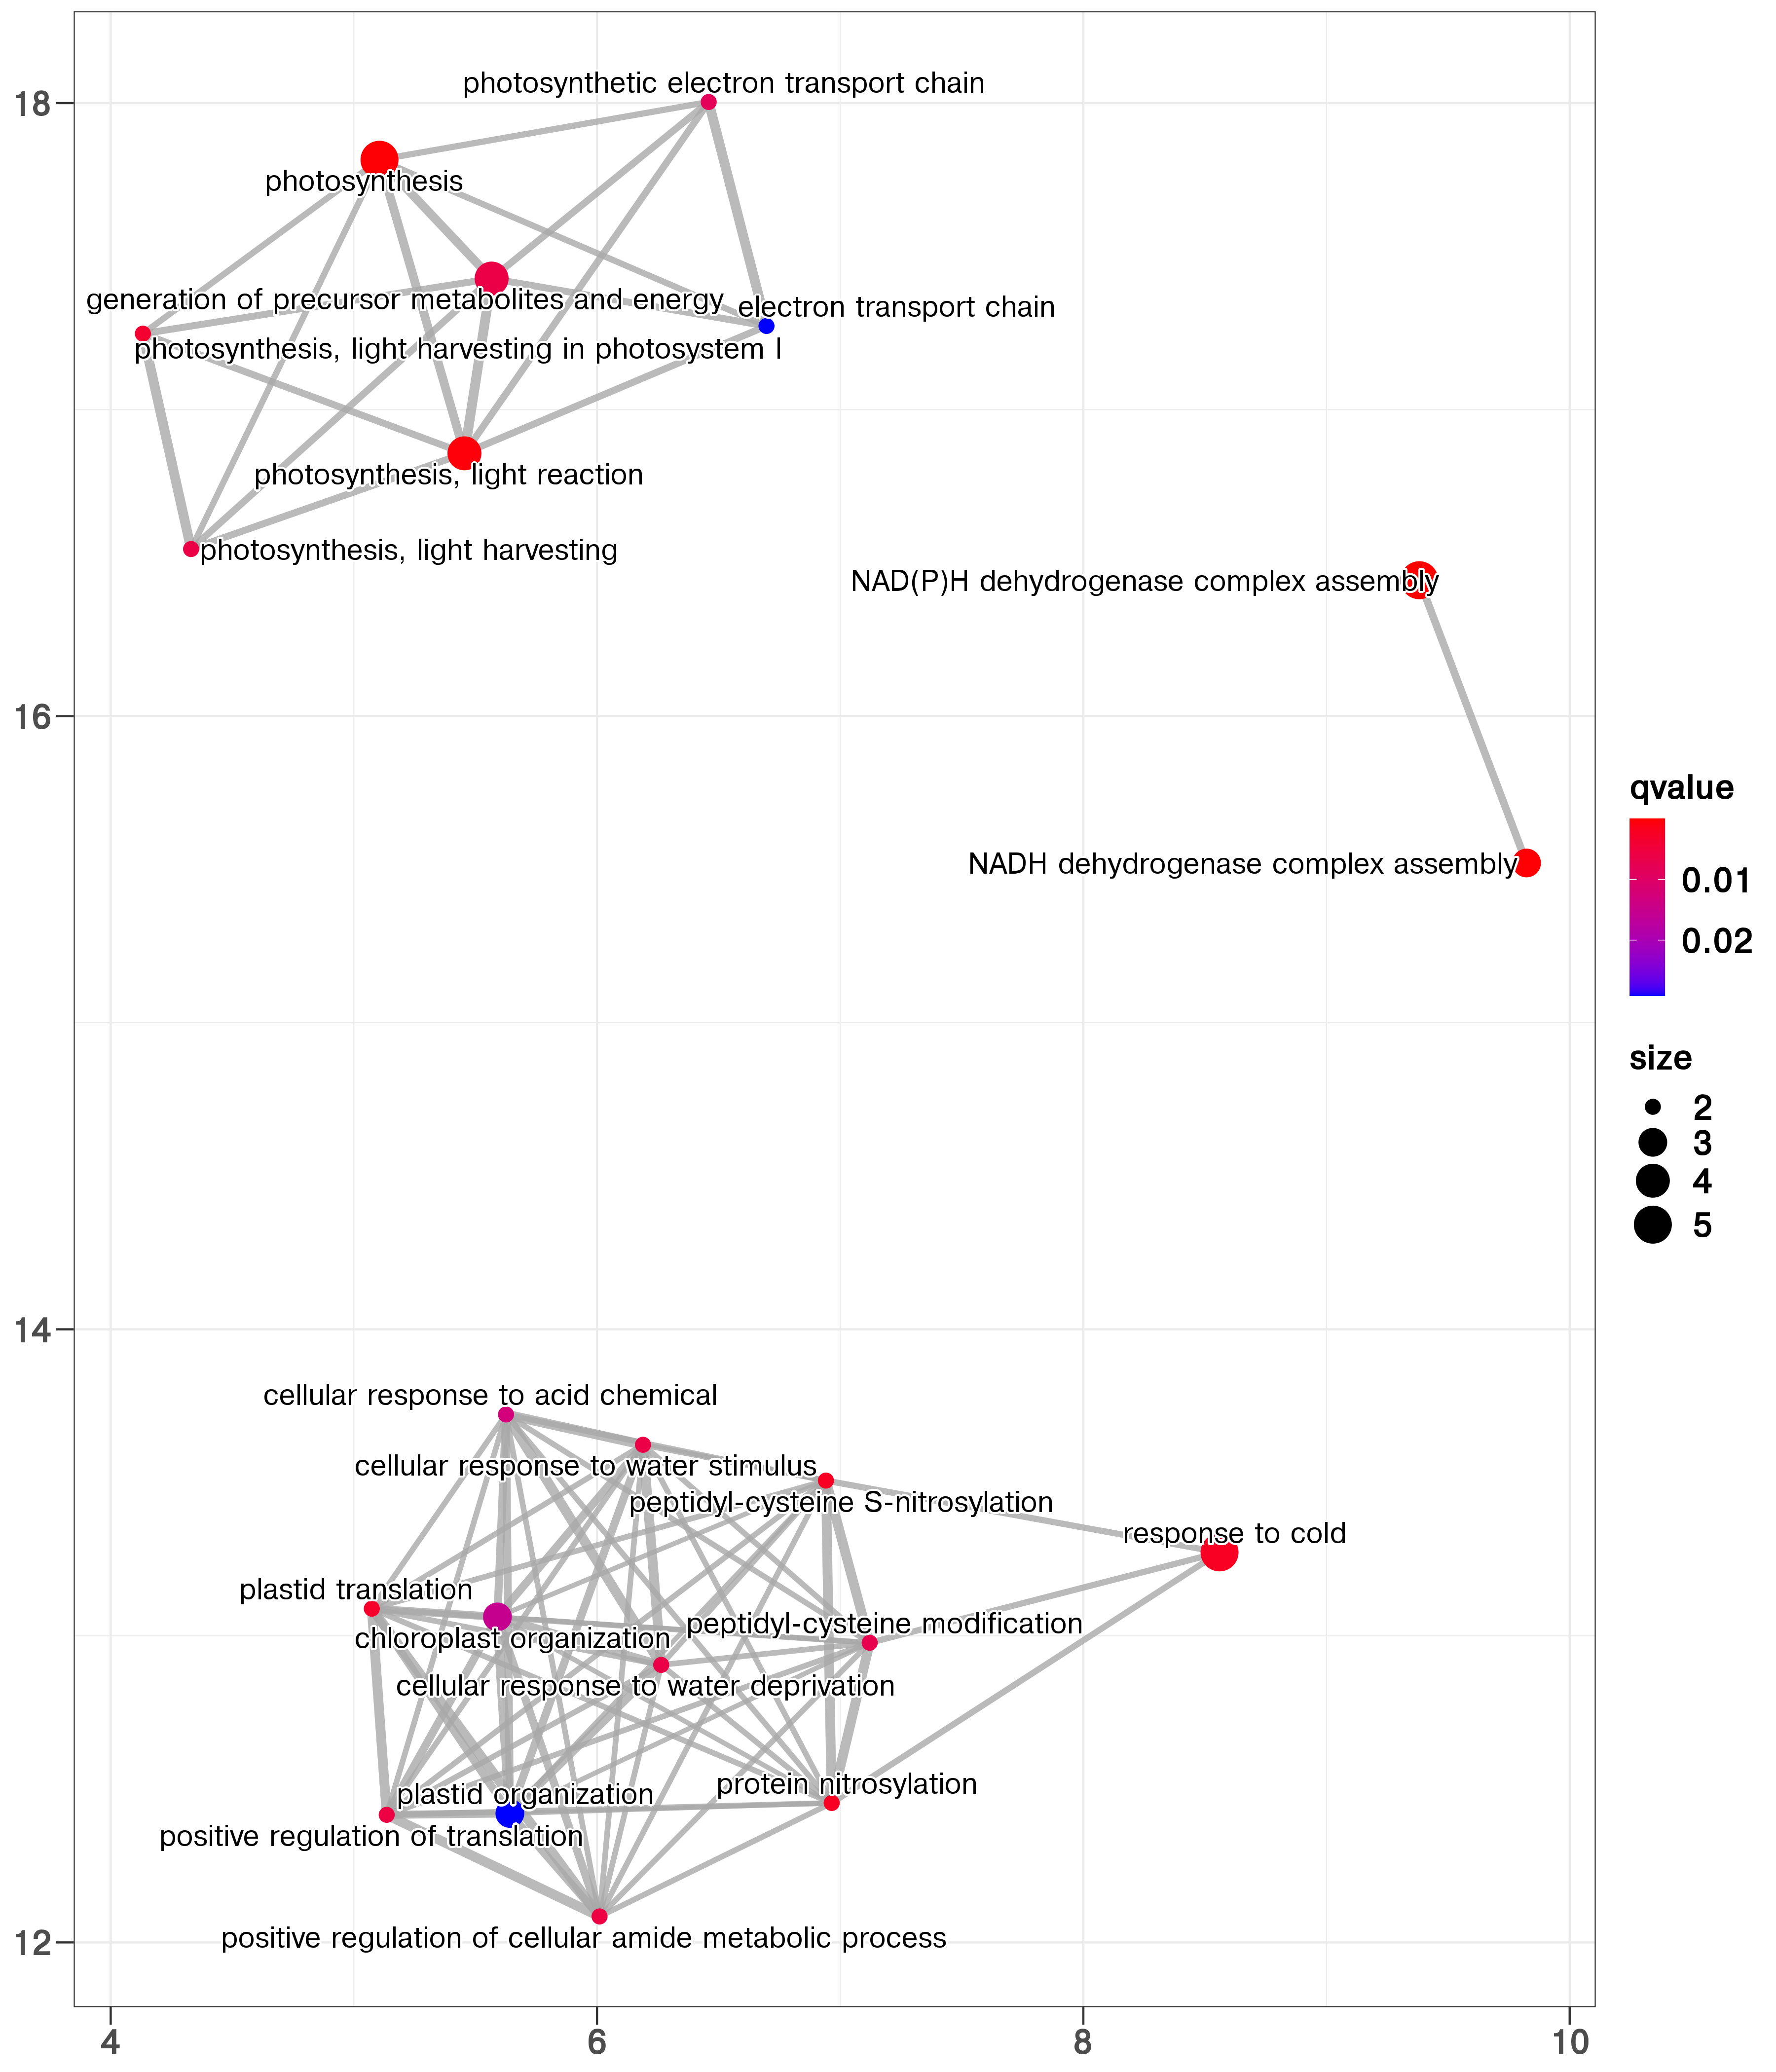 photosynthetic electron transport chain
18
photosynthesis
generation of precursor metabolites and energy
electron transport chain
photosynthesis, light harvesting in photosystem I
photosynthesis, light reaction
photosynthesis, light harvesting
NAD(P)H dehydrogenase complex assembly
16
NADH dehydrogenase complex assembly
qvalue
0.01
0.02
size
2
3
4
5
14
cellular response to acid chemical
cellular response to water stimulus
peptidyl-cysteine S-nitrosylation
response to cold
plastid translation
peptidyl-cysteine modification
chloroplast organization
cellular response to water deprivation
protein nitrosylation
plastid organization
positive regulation of translation
positive regulation of cellular amide metabolic process
12
4
6
8
10